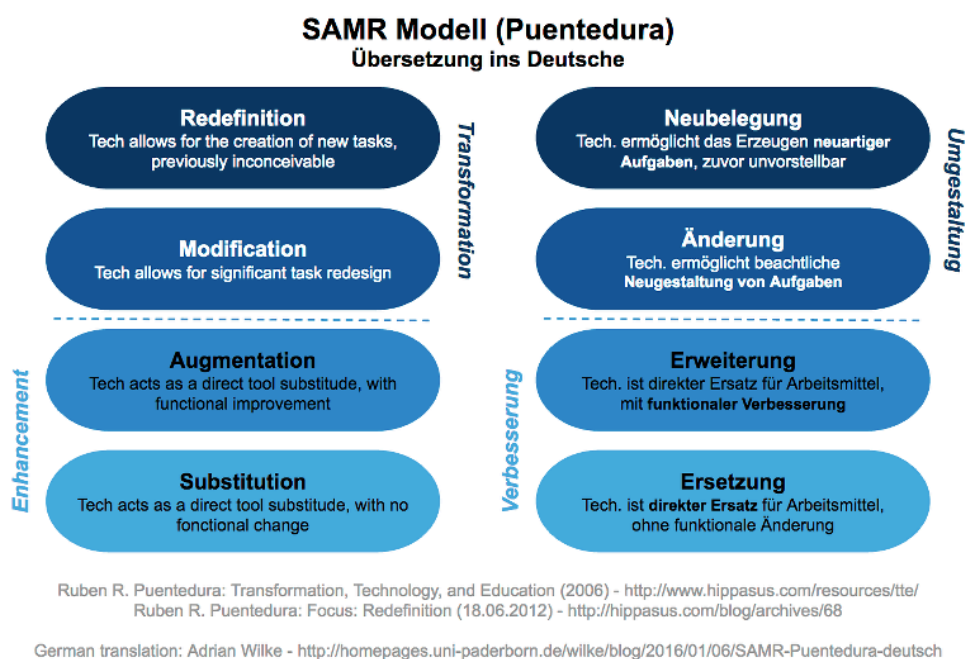 SAMR Modell (Puentedura)
Übersetzung ins Deutsche
Redefinition
Tech allows for the creation of new tasks,
previously inconceivable
Modification
Tech allows for significant task redesign
Transformation
Augmentation
Tech acts as a direct tool substitude, with
functional improvement
Substitution
Tech acts as a direct tool substitude, with no
fonctional change
Enhancement
Neubelegung
Tech. ermöglicht das Erzeugen neuartiger
Aufgaben, zuvor unvorstellbar
Änderung
Tech. ermöglicht beachtliche
Neugestaltung von Aufgaben
Umgestaltung
Erweiterung
Tech. ist direkter Ersatz für Arbeitsmittel,
mit funktionaler Verbesserung
Ersetzung
Tech. ist direkter Ersatz für Arbeitsmittel,
ohne funktionale Änderung
Verbesserung
Ruben R. Puentedura: Transformation, Technology, and Education (2006) - http://www.hippasus.com/resources/tte/
Ruben R. Puentedura: Focus: Redefinition (18.06.2012) - http://hippasus.com/blog/archives/68
German translation: Adrian Wilke - http://homepages.uni-paderborn.de/wilke/blog/2016/01/06/SAMR-Puentedura-deutsch